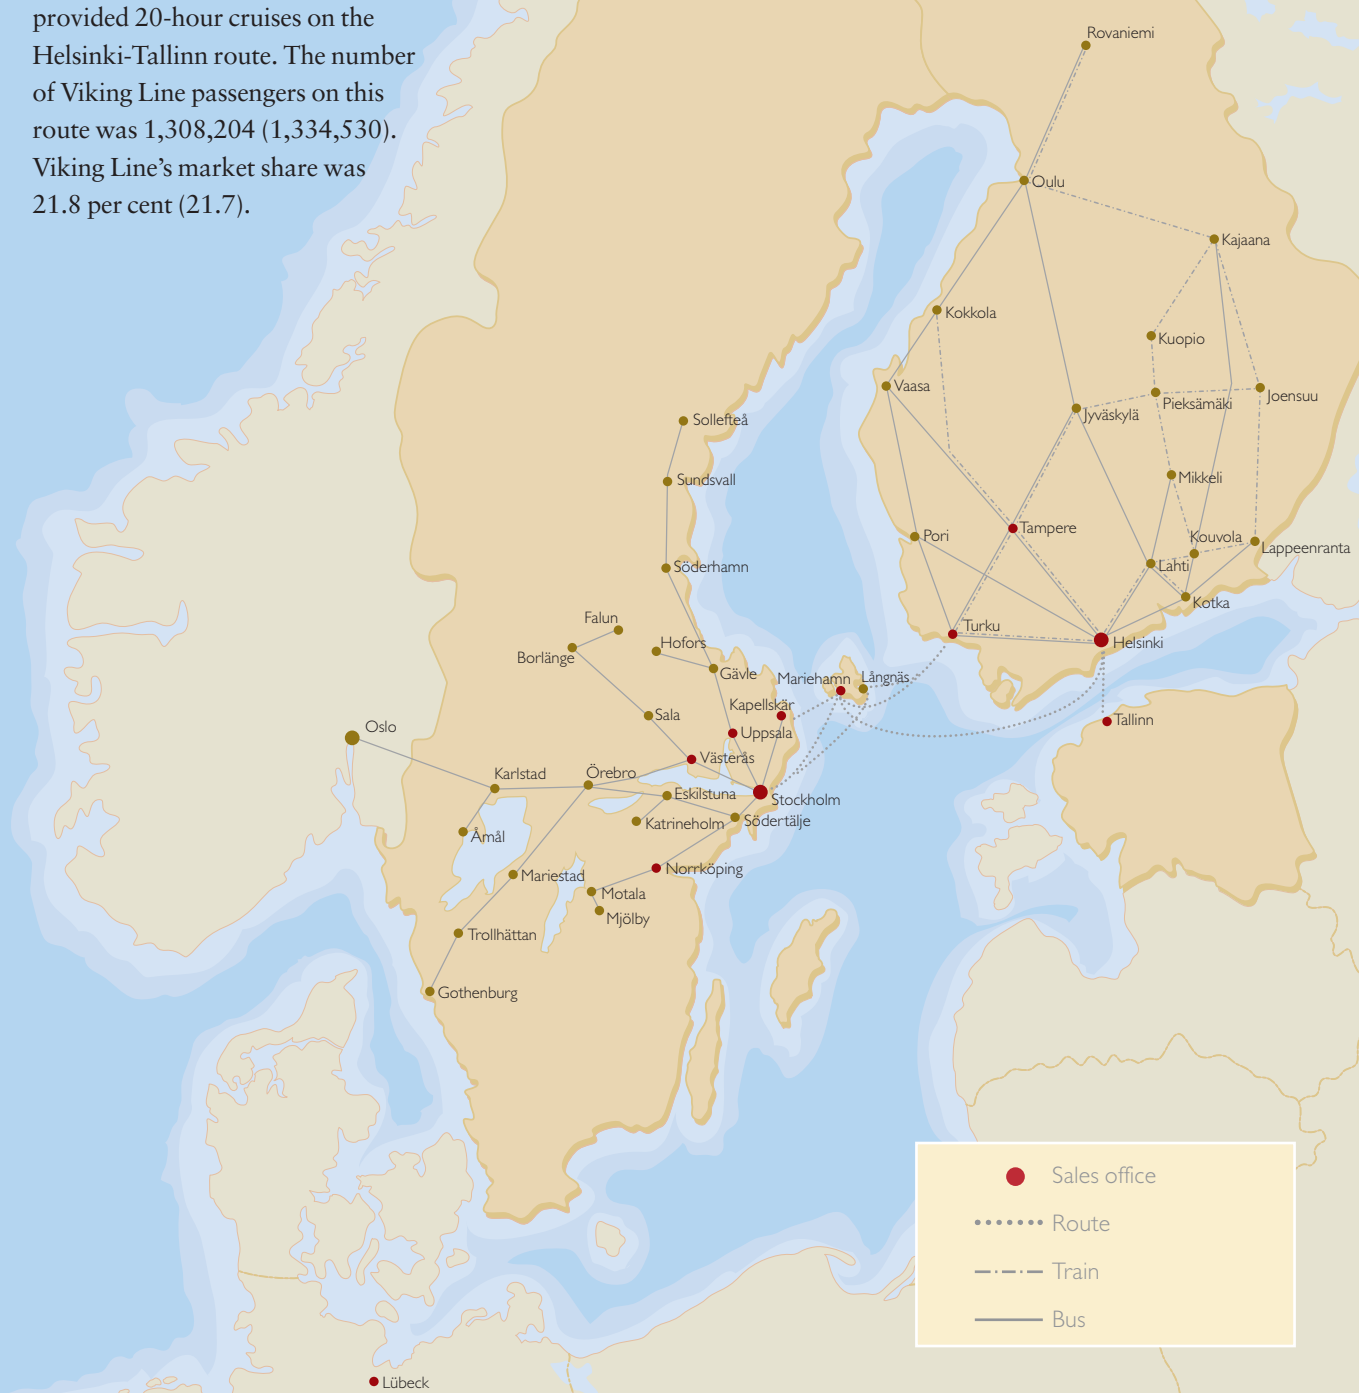 provided 20-hour cruises on the
Helsinki-Tallinn route. The number
of Viking Line passengers on this
route was 1,308,204 (1,334,530).
Viking Line’s market share was
21.8 per cent (21.7).
Rovaniemi
Oulu
Kajaana
Kokkola
Kuopio
Vaasa
Pieksämäki
Joensuu
Jyväskylä
Sollefteå
Sundsvall
Mikkeli
Tampere
Pori
Kouvola
Lappeenranta
Söderhamn
Lahti
Kotka
Falun
Turku
Hofors
Helsinki
Borlänge
Gävle
Mariehamn
Långnäs
Kapellskär
Sala
Tallinn
Oslo
Uppsala
Västerås
Karlstad
Örebro
Eskilstuna
Stockholm
Katrineholm
Södertälje
Åmål
Norrköping
Mariestad
Motala
Mjölby
Trollhättan
Gothenburg
Sales office
Route
Train
Bus
Lübeck